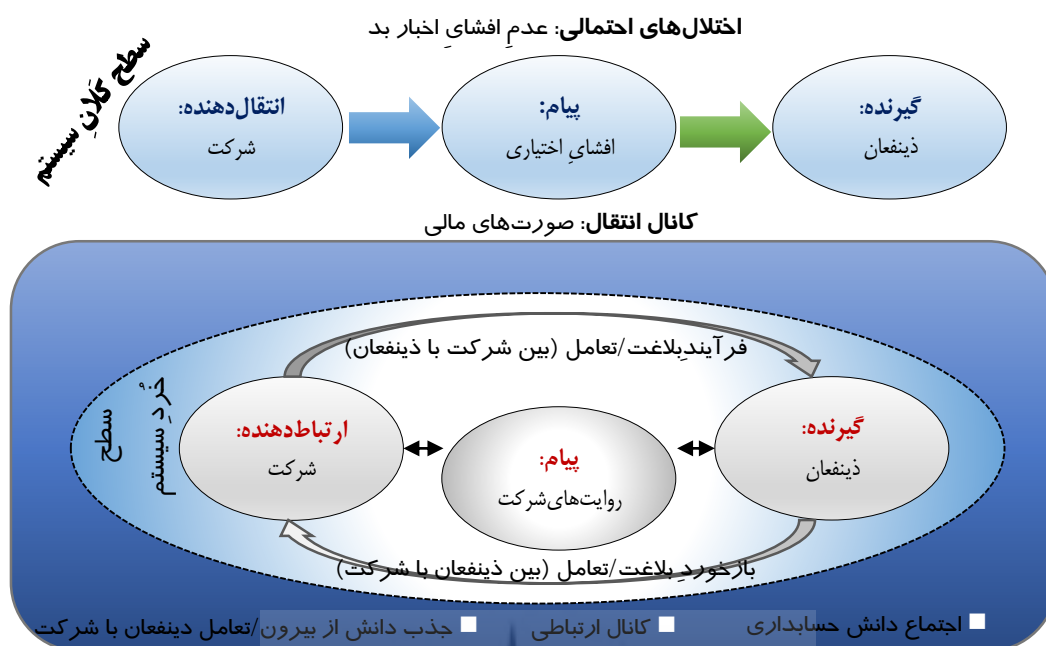 اختلال‌های احتمالی: عدمِ افشایِ اخبار بد
سطح کَلانِ سیستم
گیرنده:
ذینفعان
پیام:
افشایِ اختیاری
انتقال‌دهنده:
شرکت
کانال انتقال: صورت‌های مالی
فرآیندِبلاغت/تعامل (بین شرکت با ذینفعان)
گیرنده:
ذینفعان
پیام:
روایت‌های‌شرکت
ارتباط‌دهنده:
شرکت
سطح
خُردِ سیستم
بازخوردِ بلاغت/تعامل (بین ذینفعان با شرکت)
اجتماع دانش حسابداری
کانال ارتباطی
جذب دانش از بیرون/تعامل دینفعان با شرکت